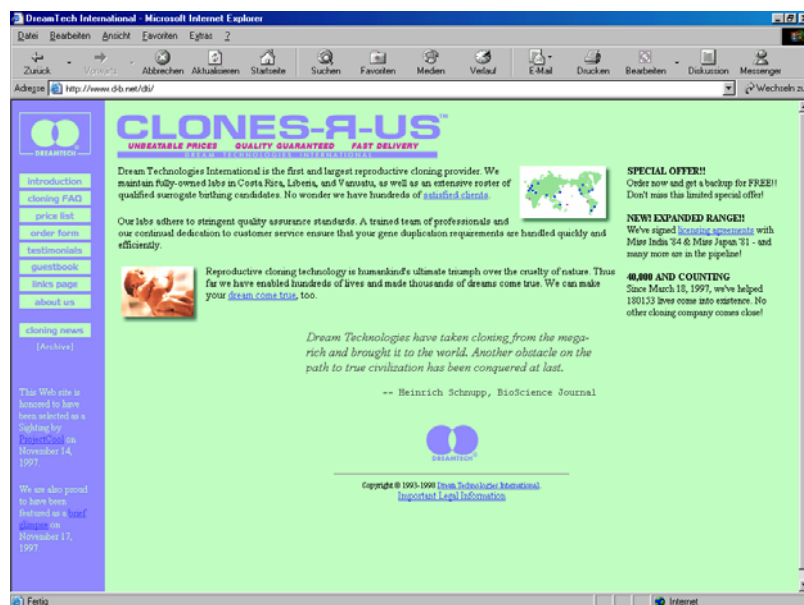 DreamTech International - Microsoft Internet Explorer
Datei Bearbeiten Ansicht Favoriten Extras ?
Zurück Vorwärts Abbrechen Aktualisieren Startseite Suchen Favoriten Medien Verlauf E-Mail Drucken Bearbeiten Diskussion Messenger
Adresse http://www.d-b.net/dti/ Wechseln zu
DREAMTECH
introduction
cloning FAQ
price list
order form
testimonials
guestbook
links page
about us
cloning news
[Archive]
This Web site is
honored to have
been selected as a
Sighting by
ProjectCool on
November 14,
1997.
We are also proud
to have been
featured as a brief
glimpse on
November 17,
1997
CLONES-Я-US™
UNBEATABLE PRICES QUALITY GUARANTEED FAST DELIVERY
DREAM TECHNOLOGIES INTERNATIONAL
Dream Technologies International is the first and largest reproductive cloning provider. We
maintain fully-owned labs in Costa Rica, Liberia, and Vanuatu, as well as an extensive roster of
qualified surrogate birthing candidates. No wonder we have hundreds of satisfied clients.
Our labs adhere to stringent quality assurance standards. A trained team of professionals and
our continual dedication to customer service ensure that your gene duplication requirements are handled quickly and
efficiently.
Reproductive cloning technology is humankind's ultimate triumph over the cruelty of nature. Thus
far we have enabled hundreds of lives and made thousands of dreams come true. We can make
your dream come true, too.
Dream Technologies have taken cloning from the mega-
rich and brought it to the world. Another obstacle on the
path to true civilization has been conquered at last.
-- Heinrich Schnupp, BioScience Journal
DREAMTECH
Copyright © 1993-1998 Dream Technologies International.
Important Legal Information
SPECIAL OFFER!!
Order now and get a backup for FREE!!
Don't miss this limited special offer!
NEW! EXPANDED RANGE!!
We've signed licensing agreements with
Miss India '84 & Miss Japan '81 - and
many more are in the pipeline!
40,000 AND COUNTING
Since March 18, 1997, we've helped
180153 lives come into existence. No
other cloning company comes close!
Fertig Internet